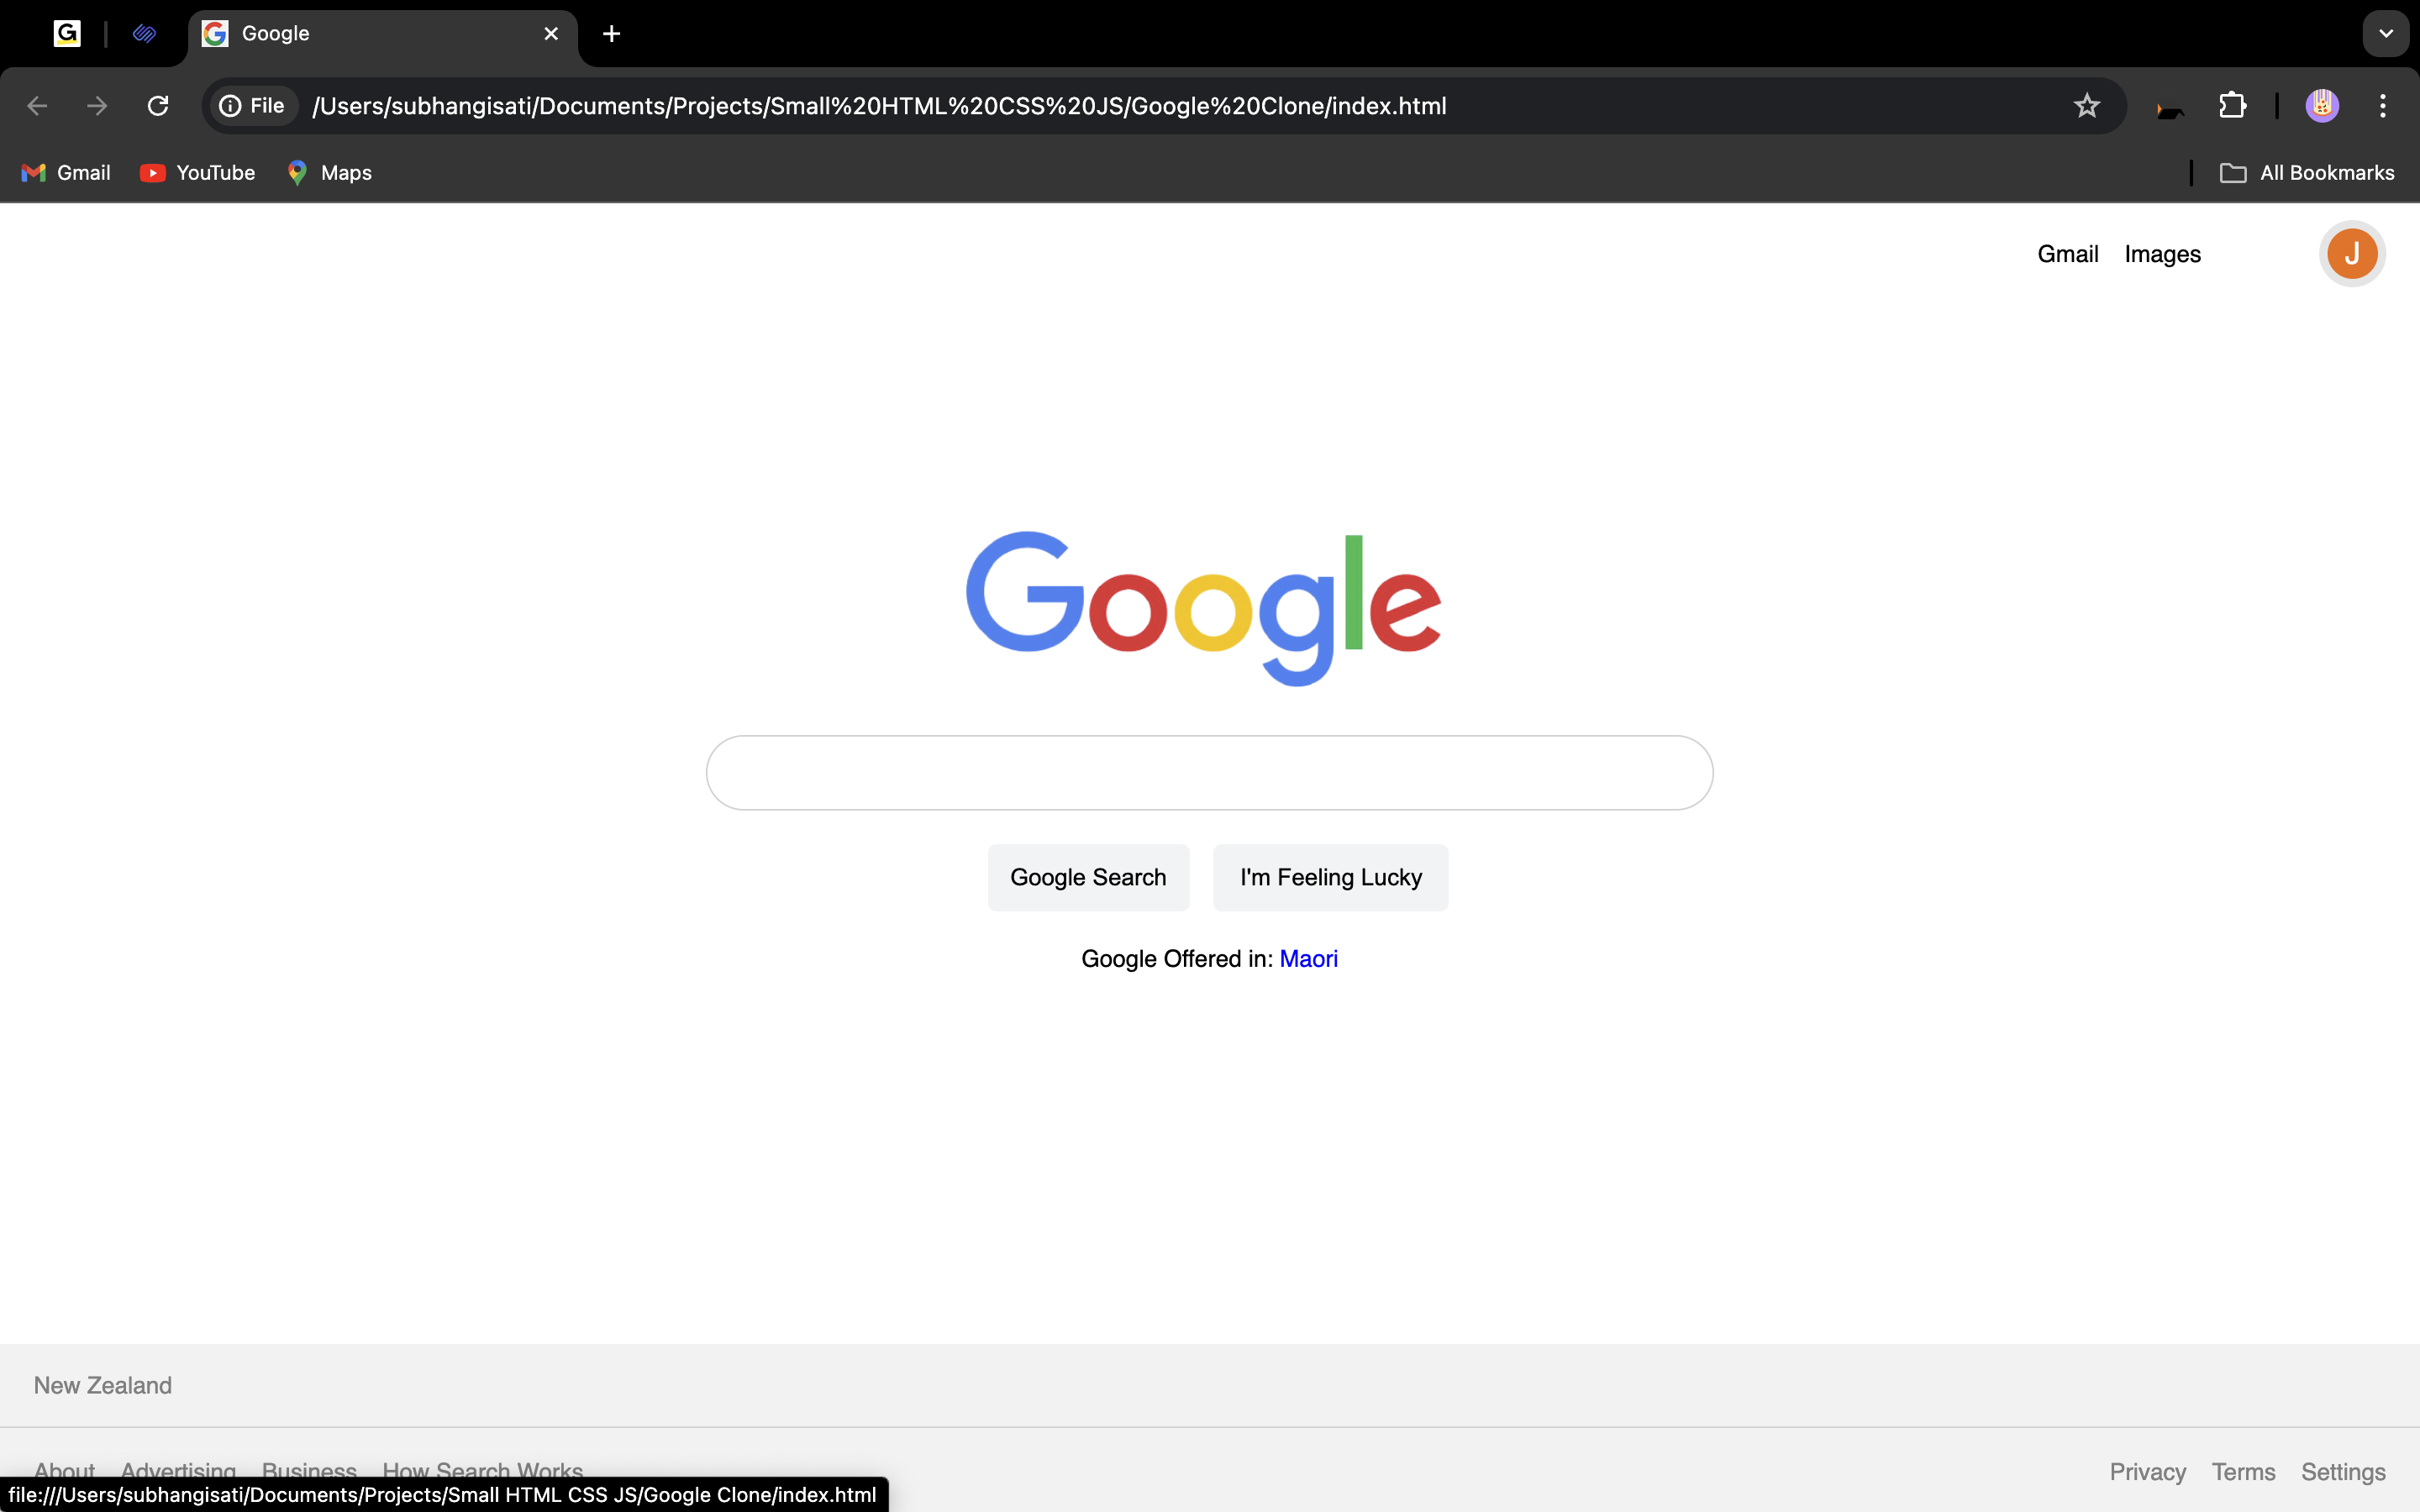 G
Google
File /Users/subhangisati/Documents/Projects/Small%20HTML%20CSS%20JS/Google%20Clone/index.html
Gmail YouTube Maps All Bookmarks
Gmail Images J
Google
Google Search I'm Feeling Lucky
Google Offered in: Maori
New Zealand
About Advertising Business How Search Works Privacy Terms Settings
file:///Users/subhangisati/Documents/Projects/Small HTML CSS JS/Google Clone/index.html